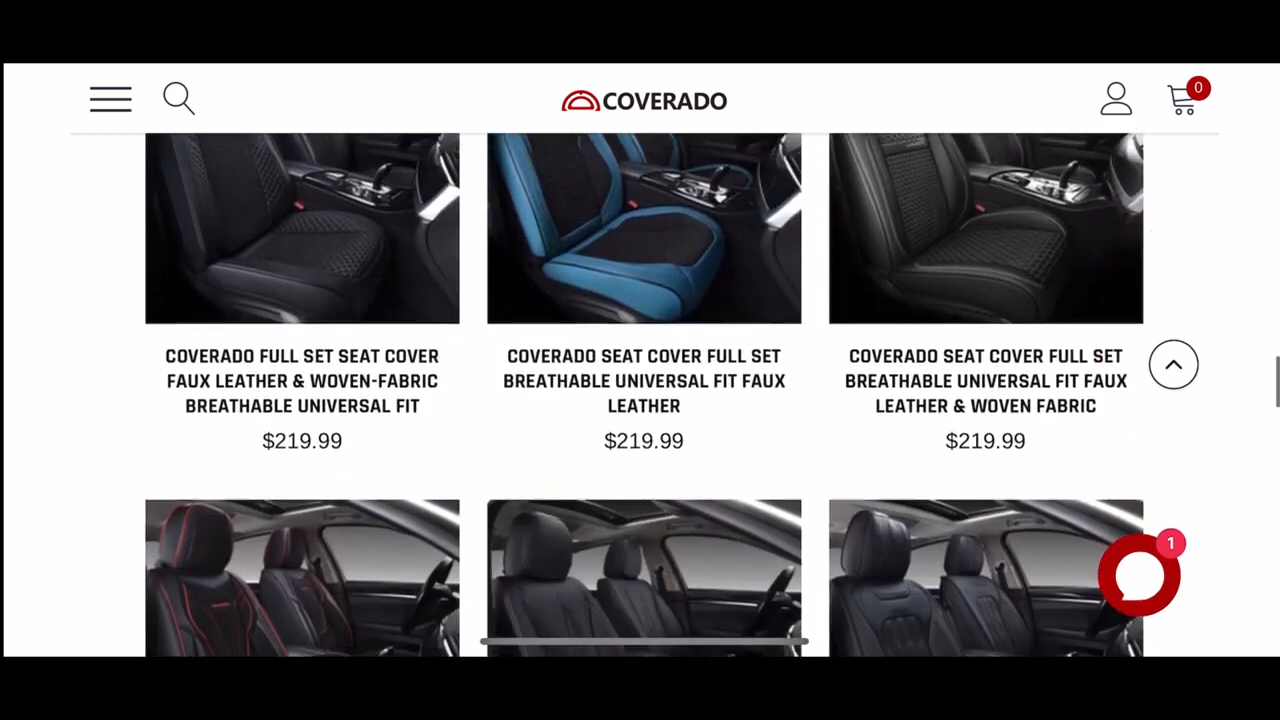 COVERADO
0
COVERADO FULL SET SEAT COVER
FAUX LEATHER & WOVEN-FABRIC
BREATHABLE UNIVERSAL FIT
$219.99
COVERADO SEAT COVER FULL SET
BREATHABLE UNIVERSAL FIT FAUX
LEATHER
$219.99
COVERADO SEAT COVER FULL SET
BREATHABLE UNIVERSAL FIT FAUX
LEATHER & WOVEN FABRIC
$219.99
1